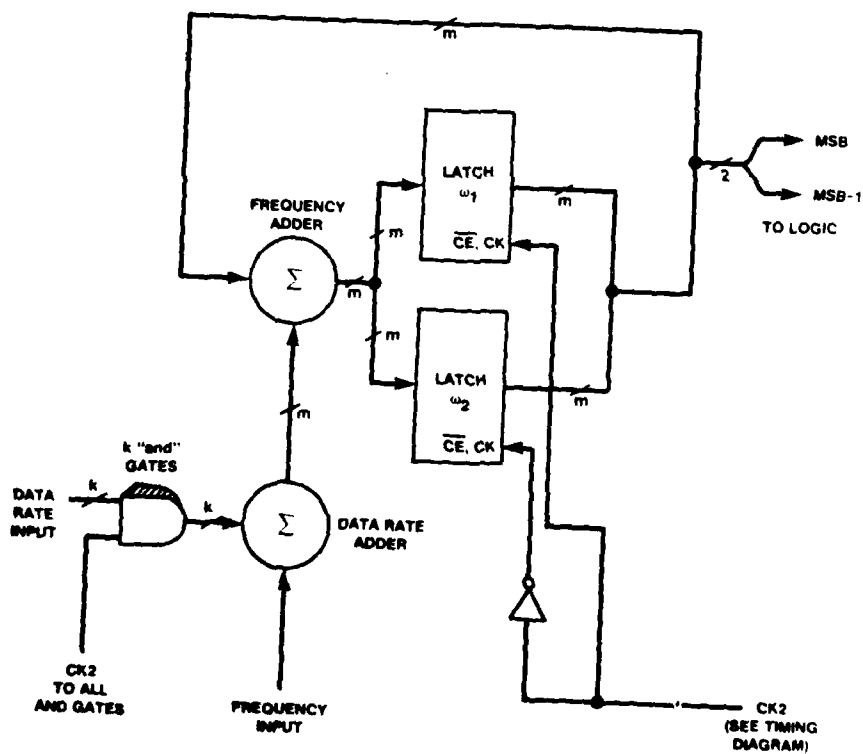 m
MSB
2
MSB-1
TO LOGIC
LATCH
ω1
CE, CK
m
FREQUENCY
ADDER
Σ
m
m
m
LATCH
ω2
CE, CK
m
m
k "and"
GATES
DATA
RATE
INPUT
k
k
Σ
DATA RATE
ADDER
CK2
TO ALL
AND GATES
FREQUENCY
INPUT
CK2
(SEE TIMING
DIAGRAM)